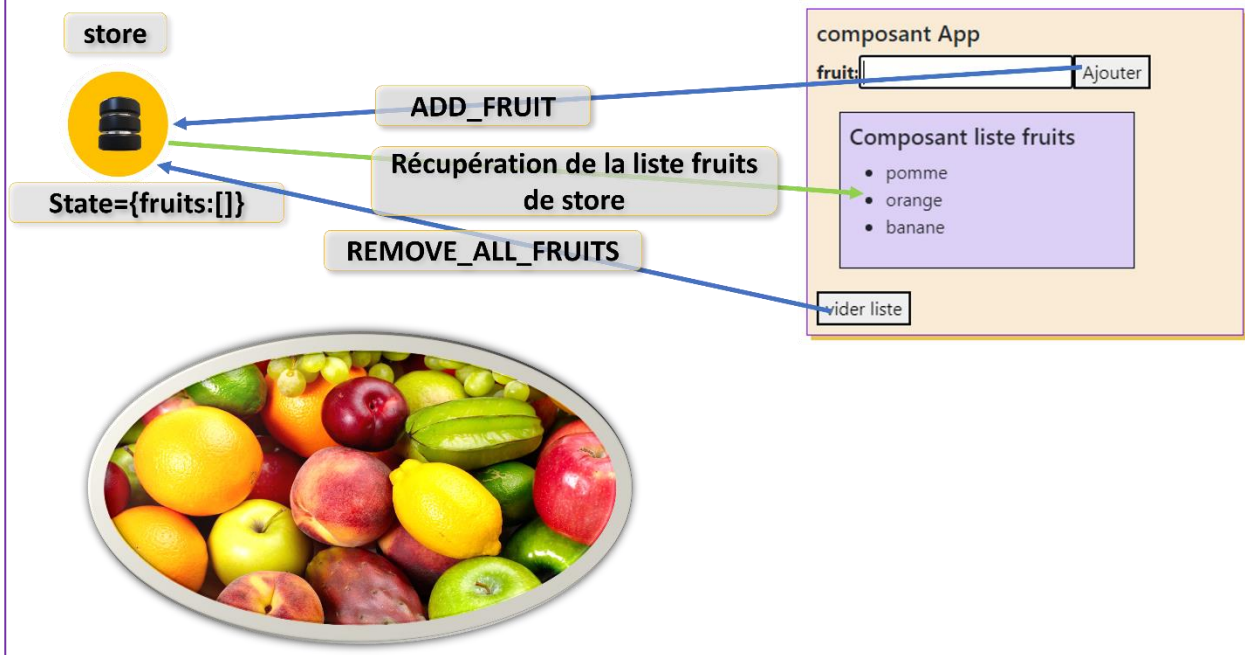 store
composant App
fruit:
Ajouter
ADD_FRUIT
Composant liste fruits
Récupération de la liste fruits
de store
• pomme
• orange
• banane
State={fruits:[]}
REMOVE_ALL_FRUITS
vider liste